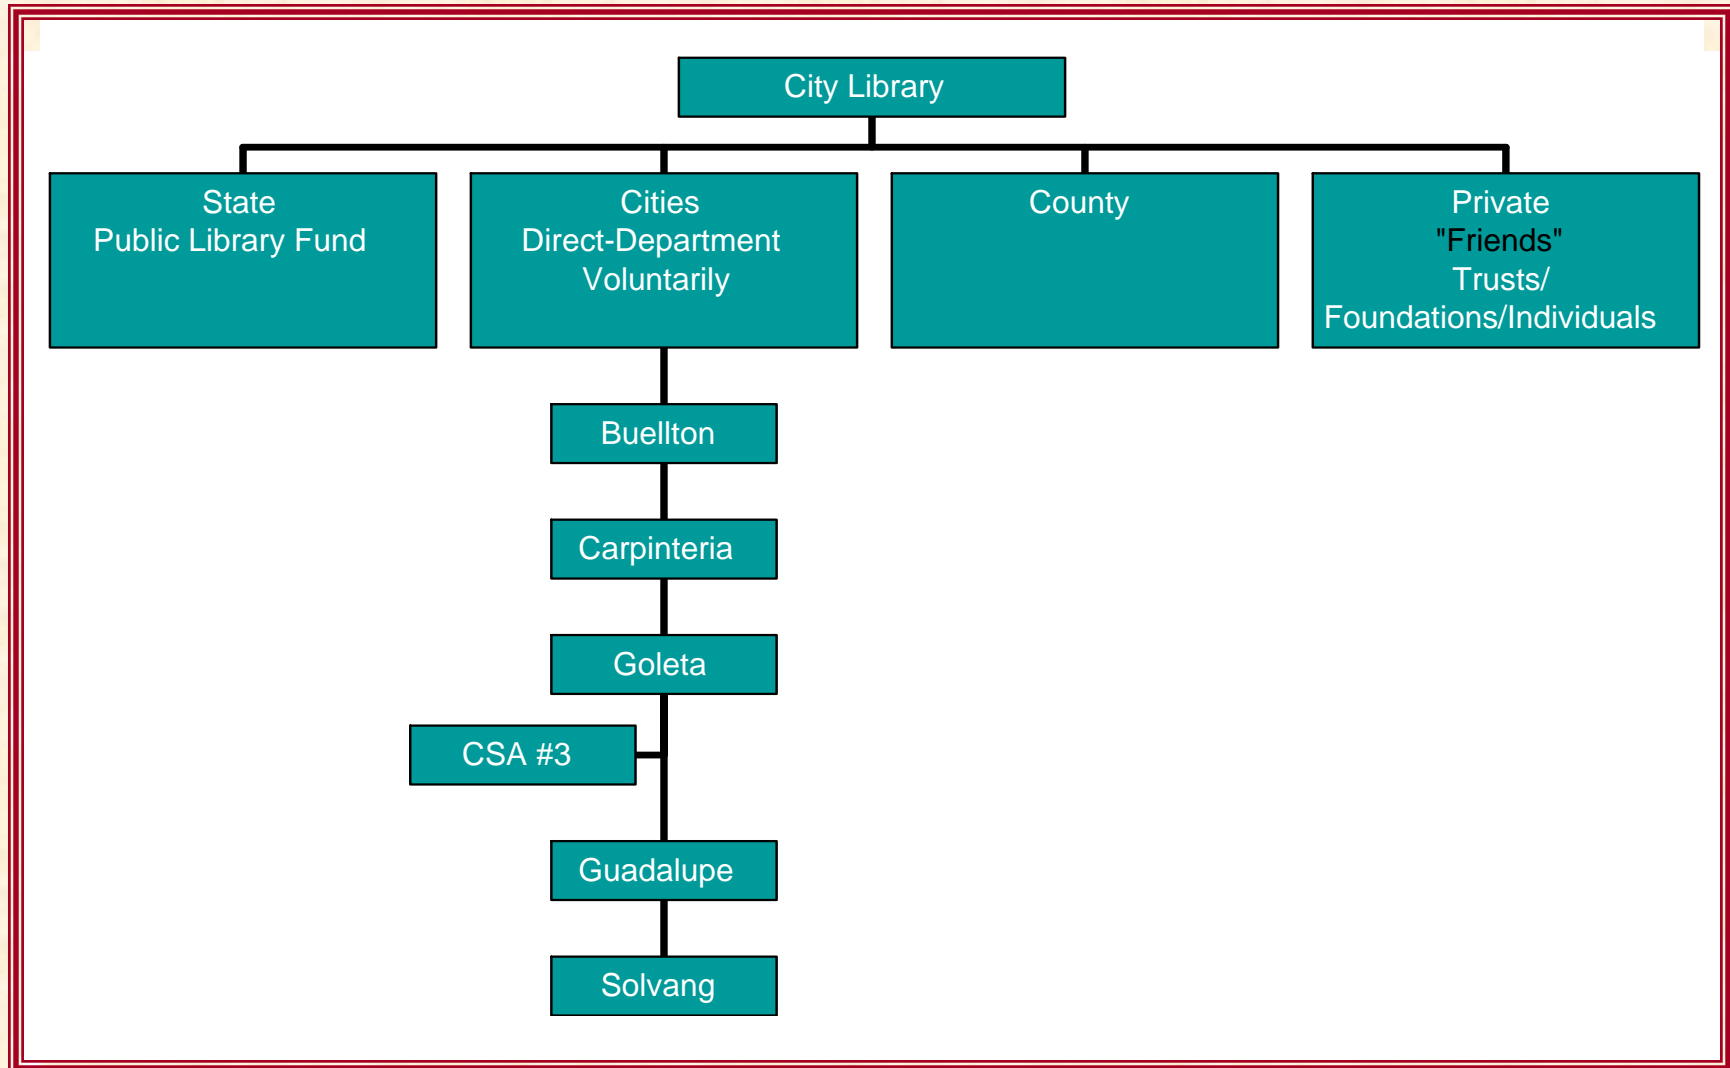 City Library
State
Public Library Fund
Cities
Direct-Department
Voluntarily
County
Private
"Friends"
Trusts/
Foundations/Individuals
Buellton
Carpinteria
Goleta
CSA #3
Guadalupe
Solvang